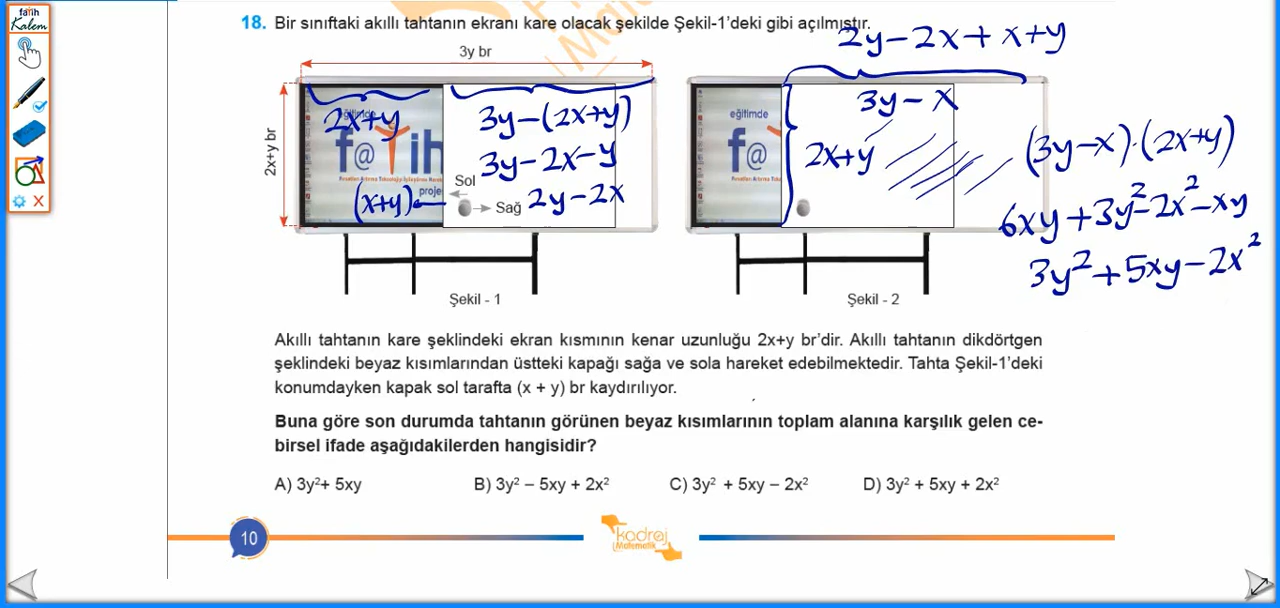 fatih
Kalem
18. Bir sınıftaki akıllı tahtanın ekranı kare olacak şekilde Şekil-1’deki gibi açılmıştır.
2y-2x+x+y
3y br
2x+y br
2x+y
3y-(2x+y)
3y-2x-y
2y-2x
eğitimde
f@tih
proje
(x+y)
Sol
Sağ
Şekil - 1
3y-x
2x+y
eğitimde
f@
Şekil - 2
(3y-x)·(2x+y)
6xy+3y²-2x²-xy
3y²+5xy-2x²
Akıllı tahtanın kare şeklindeki ekran kısmının kenar uzunluğu 2x+y br’dir. Akıllı tahtanın dikdörtgen
şeklindeki beyaz kısımlarından üstteki kapağı sağa ve sola hareket edebilmektedir. Tahta Şekil-1’deki
konumdayken kapak sol tarafta (x + y) br kaydırılıyor.
Buna göre son durumda tahtanın görünen beyaz kısımlarının toplam alanına karşılık gelen ce-
birsel ifade aşağıdakilerden hangisidir?
A) 3y²+ 5xy B) 3y² – 5xy + 2x² C) 3y² + 5xy – 2x² D) 3y² + 5xy + 2x²
10
kadraj
Matematik